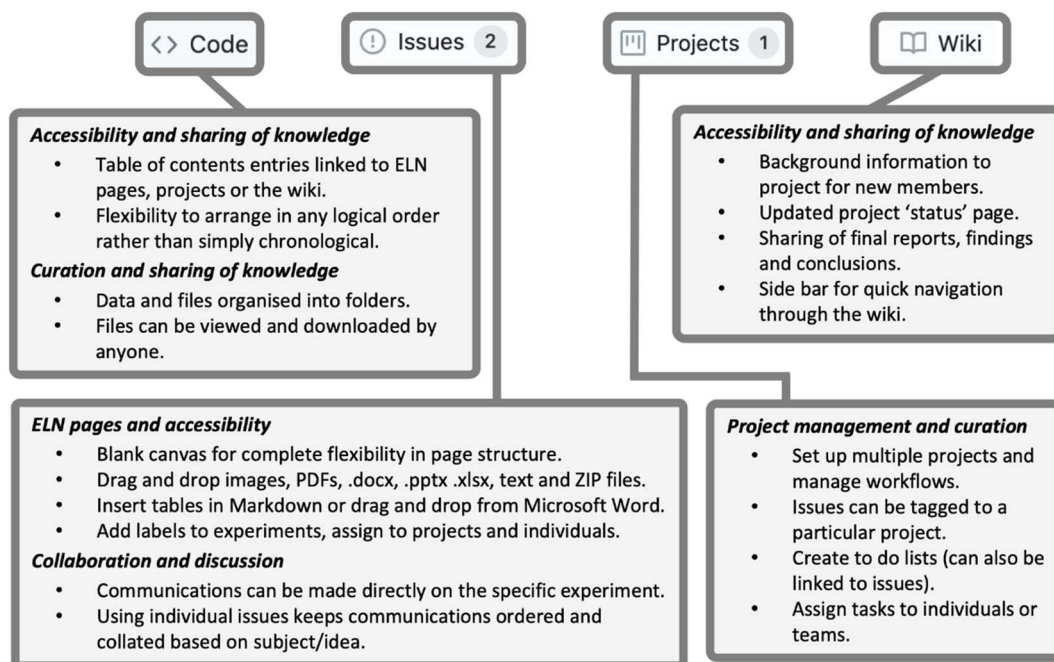 <> Code
Issues 2
Projects 1
Wiki
Accessibility and sharing of knowledge
• Table of contents entries linked to ELN
pages, projects or the wiki.
• Flexibility to arrange in any logical order
rather than simply chronological.
Curation and sharing of knowledge
• Data and files organised into folders.
• Files can be viewed and downloaded by
anyone.
Accessibility and sharing of knowledge
• Background information to
project for new members.
• Updated project ‘status’ page.
• Sharing of final reports, findings
and conclusions.
• Side bar for quick navigation
through the wiki.
ELN pages and accessibility
• Blank canvas for complete flexibility in page structure.
• Drag and drop images, PDFs, .docx, .pptx .xlsx, text and ZIP files.
• Insert tables in Markdown or drag and drop from Microsoft Word.
• Add labels to experiments, assign to projects and individuals.
Collaboration and discussion
• Communications can be made directly on the specific experiment.
• Using individual issues keeps communications ordered and
collated based on subject/idea.
Project management and curation
• Set up multiple projects and
manage workflows.
• Issues can be tagged to a
particular project.
• Create to do lists (can also be
linked to issues).
• Assign tasks to individuals or
teams.